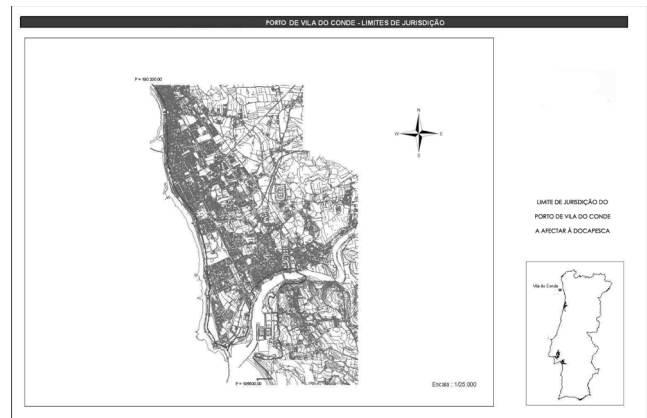 PORTO DE VILA DO CONDE - LIMITES DE JURISDIÇÃO
N
W
E
S
LIMITE DE JURISDIÇÃO DO
PORTO DE VILA DO CONDE
A AFECTAR À DOCAPESCA
Vila do Conde
Escala : 1/25.000